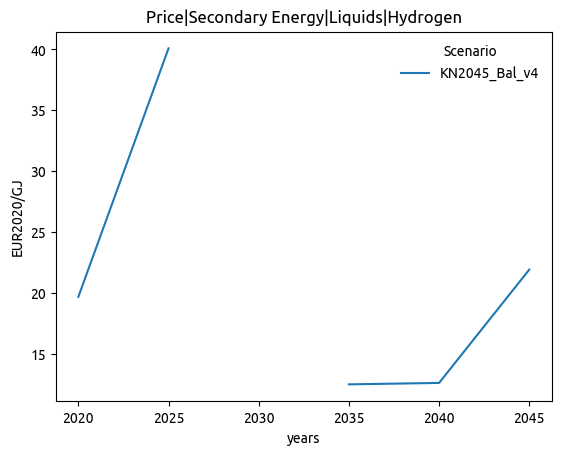 Price|Secondary Energy|Liquids|Hydrogen
Scenario
KN2045_Bal_v4
EUR2020/GJ
40
35
30
25
20
15
2020 2025 2030 2035 2040 2045
years